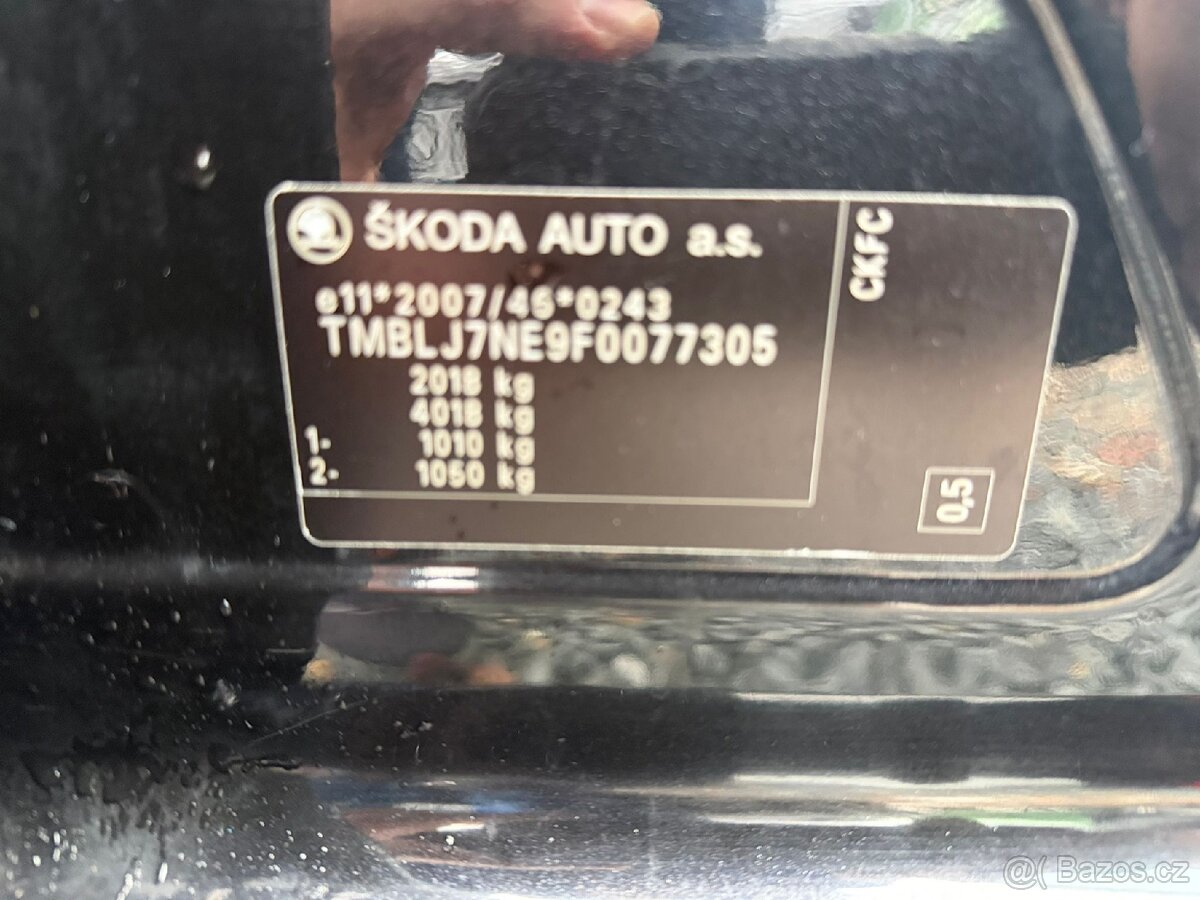 ŠKODA AUTO a.s.
e11*2007/46*0243
TMBLJ7NE9F0077305
2018 kg
4018 kg
1- 1010 kg
2- 1050 kg
CKFC
0,5
@( Bazos.cz